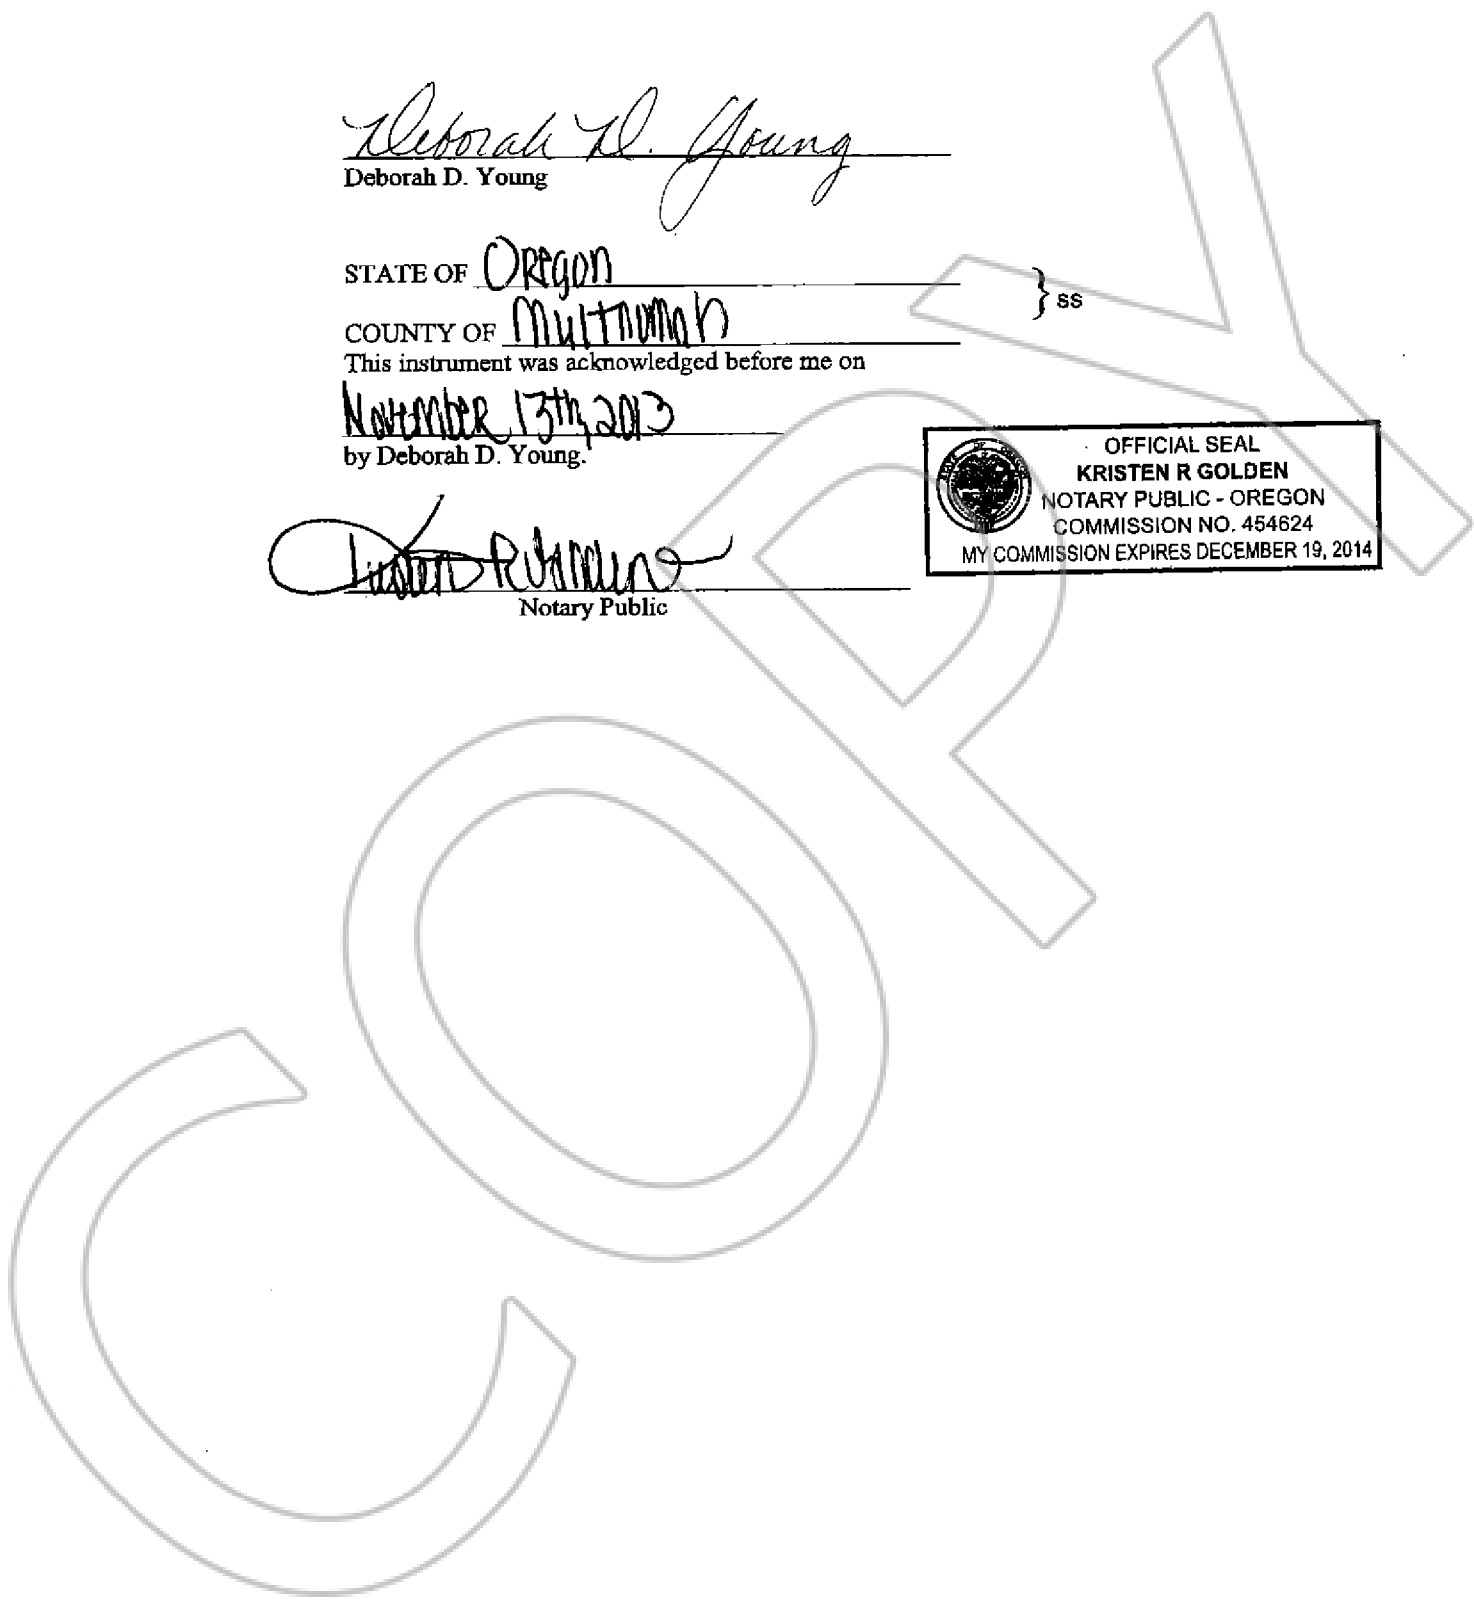 Deborah D. Young
Deborah D. Young
STATE OF Oregon
} ss
COUNTY OF Multnomah
This instrument was acknowledged before me on
November 13th, 2013
by Deborah D. Young.
OFFICIAL SEAL
KRISTEN R GOLDEN
NOTARY PUBLIC - OREGON
COMMISSION NO. 454624
MY COMMISSION EXPIRES DECEMBER 19, 2014
Kristen R Golden
Notary Public
COPY